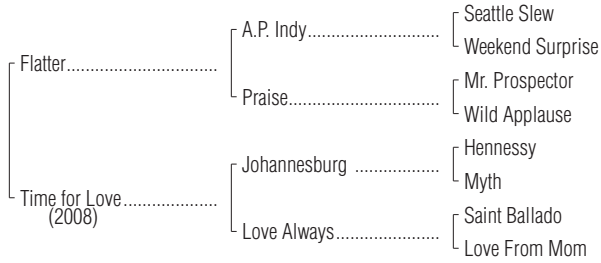 Seattle Slew
A.P. Indy..............................
Weekend Surprise
Flatter..................................
Mr. Prospector
Praise..................................
Wild Applause
Hennessy
Johannesburg ...................
Myth
Time for Love.....................
(2008)
Saint Ballado
Love Always.......................
Love From Mom